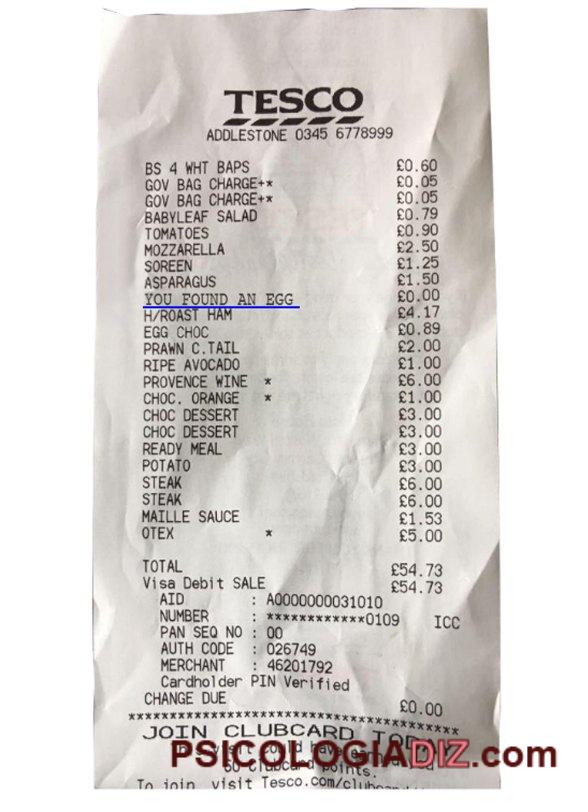 TESCO
ADDLESTONE 0345 6778999
BS 4 WHT BAPS £0.60
GOV BAG CHARGE+* £0.05
GOV BAG CHARGE+* £0.05
BABYLEAF SALAD £0.79
TOMATOES £0.90
MOZZARELLA £2.50
SOREEN £1.25
ASPARAGUS £1.50
YOU FOUND AN EGG £0.00
H/ROAST HAM £4.17
EGG CHOC £0.89
PRAWN C.TAIL £2.00
RIPE AVOCADO £1.00
PROVENCE WINE * £6.00
CHOC. ORANGE * £1.00
CHOC DESSERT £3.00
CHOC DESSERT £3.00
READY MEAL £3.00
POTATO £3.00
STEAK £6.00
STEAK £6.00
MAILLE SAUCE £1.53
OTEX * £5.00
TOTAL £54.73
Visa Debit SALE £54.73
AID : A0000000031010
NUMBER : ************0109 ICC
PAN SEQ NO : 00
AUTH CODE : 026749
MERCHANT : 46201792
Cardholder PIN Verified
CHANGE DUE £0.00
************************************
JOIN CLUBCARD TODAY
visit could have
PSICOLOGIADIZ.com
50 clubcard points.
To join, visit Tesco.com/clubcard